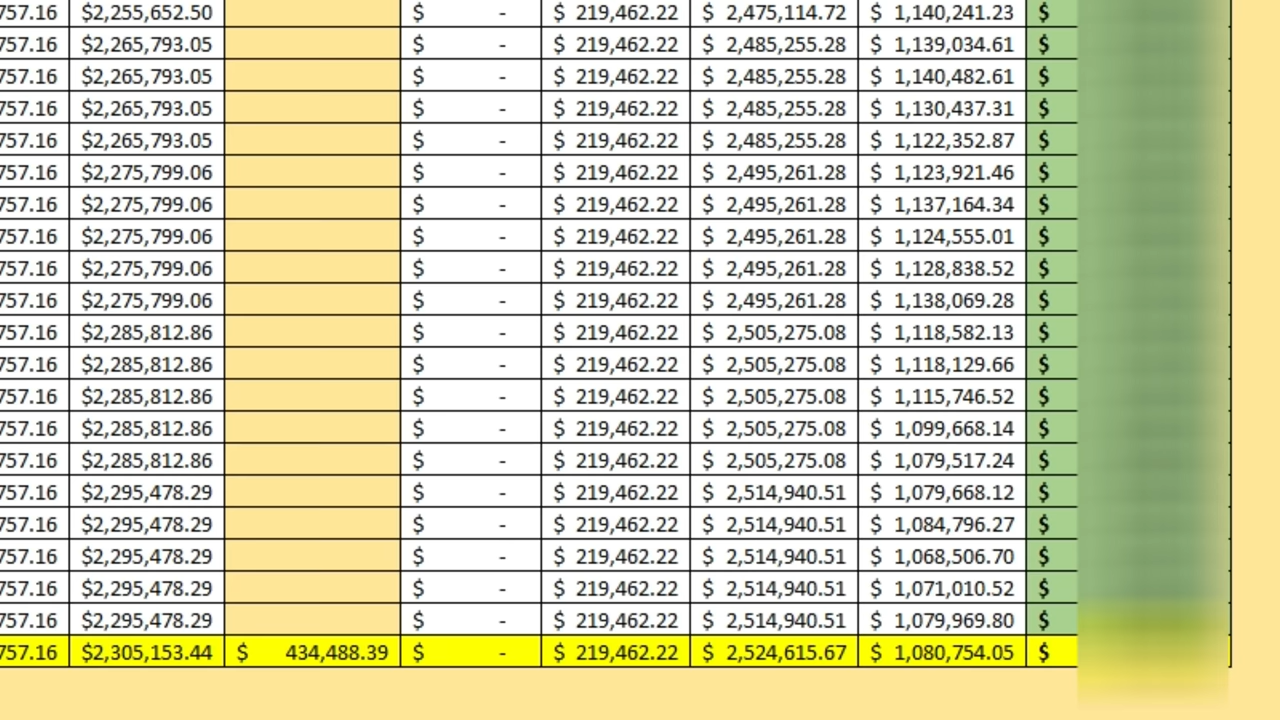 757.16 $2,255,652.50 $ - $ 219,462.22 $ 2,475,114.72 $ 1,140,241.23 $
757.16 $2,265,793.05 $ - $ 219,462.22 $ 2,485,255.28 $ 1,139,034.61 $
757.16 $2,265,793.05 $ - $ 219,462.22 $ 2,485,255.28 $ 1,140,482.61 $
757.16 $2,265,793.05 $ - $ 219,462.22 $ 2,485,255.28 $ 1,130,437.31 $
757.16 $2,265,793.05 $ - $ 219,462.22 $ 2,485,255.28 $ 1,122,352.87 $
757.16 $2,275,799.06 $ - $ 219,462.22 $ 2,495,261.28 $ 1,123,921.46 $
757.16 $2,275,799.06 $ - $ 219,462.22 $ 2,495,261.28 $ 1,137,164.34 $
757.16 $2,275,799.06 $ - $ 219,462.22 $ 2,495,261.28 $ 1,124,555.01 $
757.16 $2,275,799.06 $ - $ 219,462.22 $ 2,495,261.28 $ 1,128,838.52 $
757.16 $2,275,799.06 $ - $ 219,462.22 $ 2,495,261.28 $ 1,138,069.28 $
757.16 $2,285,812.86 $ - $ 219,462.22 $ 2,505,275.08 $ 1,118,582.13 $
757.16 $2,285,812.86 $ - $ 219,462.22 $ 2,505,275.08 $ 1,118,129.66 $
757.16 $2,285,812.86 $ - $ 219,462.22 $ 2,505,275.08 $ 1,115,746.52 $
757.16 $2,285,812.86 $ - $ 219,462.22 $ 2,505,275.08 $ 1,099,668.14 $
757.16 $2,285,812.86 $ - $ 219,462.22 $ 2,505,275.08 $ 1,079,517.24 $
757.16 $2,295,478.29 $ - $ 219,462.22 $ 2,514,940.51 $ 1,079,668.12 $
757.16 $2,295,478.29 $ - $ 219,462.22 $ 2,514,940.51 $ 1,084,796.27 $
757.16 $2,295,478.29 $ - $ 219,462.22 $ 2,514,940.51 $ 1,068,506.70 $
757.16 $2,295,478.29 $ - $ 219,462.22 $ 2,514,940.51 $ 1,071,010.52 $
757.16 $2,295,478.29 $ - $ 219,462.22 $ 2,514,940.51 $ 1,079,969.80 $
757.16 $2,305,153.44 $ 434,488.39 $ - $ 219,462.22 $ 2,524,615.67 $ 1,080,754.05 $